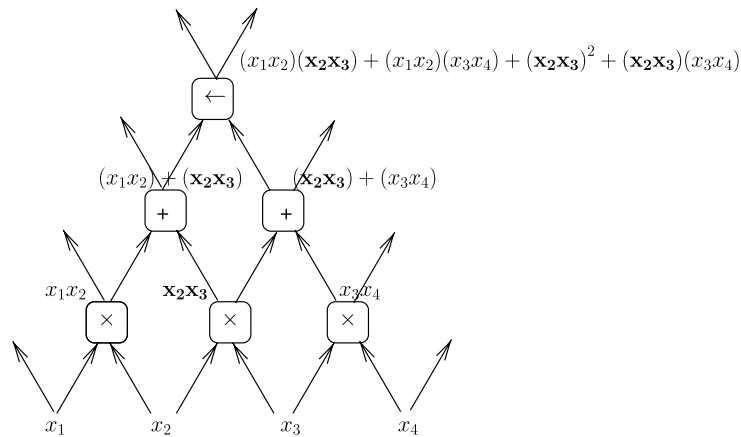 (x₁x₂)(𝐱₂𝐱₃) + (x₁x₂)(x₃x₄) + (𝐱₂𝐱₃)² + (𝐱₂𝐱₃)(x₃x₄)
←
(x₁x₂) + (𝐱₂𝐱₃) (𝐱₂𝐱₃) + (x₃x₄)
+ +
x₁x₂ 𝐱₂𝐱₃ x₃x₄
× × ×
x₁ x₂ x₃ x₄